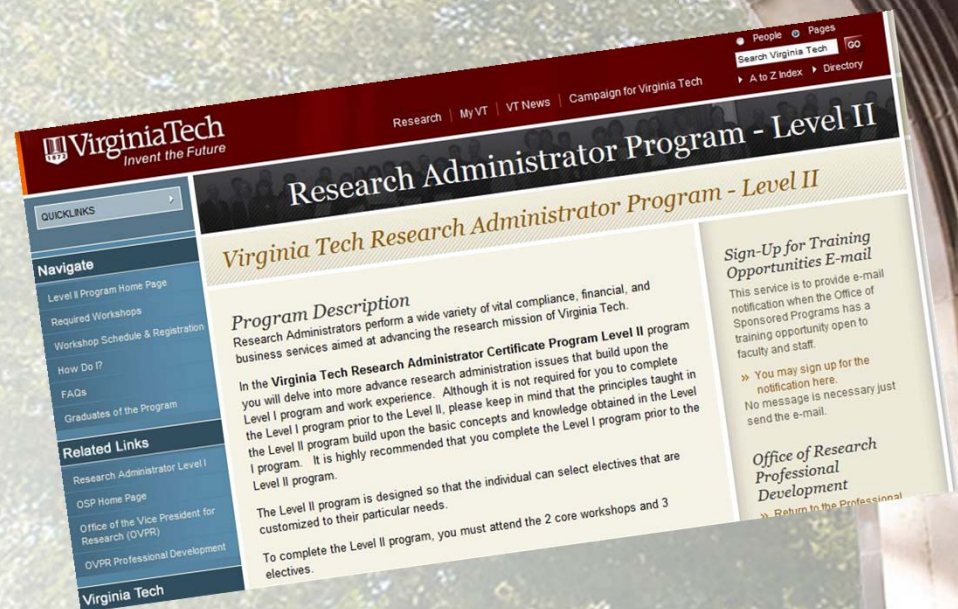 People Pages
Search Virginia Tech GO
A to Z Index Directory
VirginiaTech
1872
Invent the Future
Research | My VT | VT News | Campaign for Virginia Tech
Research Administrator Program - Level II
QUICKLINKS
Navigate
Level II Program Home Page
Required Workshops
Workshop Schedule & Registration
How Do I?
FAQs
Graduates of the Program
Related Links
Research Administrator Level I
OSP Home Page
Office of the Vice President for
Research (OVPR)
OVPR Professional Development
Virginia Tech
Virginia Tech Research Administrator Program - Level II
Program Description
Research Administrators perform a wide variety of vital compliance, financial, and
business services aimed at advancing the research mission of Virginia Tech.
In the Virginia Tech Research Administrator Certificate Program Level II program
you will delve into more advance research administration issues that build upon the
Level I program and work experience. Although it is not required for you to complete
the Level I program prior to the Level II, please keep in mind that the principles taught in
the Level II program build upon the basic concepts and knowledge obtained in the Level
I program. It is highly recommended that you complete the Level I program prior to the
Level II program.
The Level II program is designed so that the individual can select electives that are
customized to their particular needs.
To complete the Level II program, you must attend the 2 core workshops and 3
electives.
Sign-Up for Training
Opportunities E-mail
This service is to provide e-mail
notification when the Office of
Sponsored Programs has a
training opportunity open to
faculty and staff.
» You may sign up for the
notification here.
No message is necessary just
send the e-mail.
Office of Research
Professional
Development
» Return to the Professional